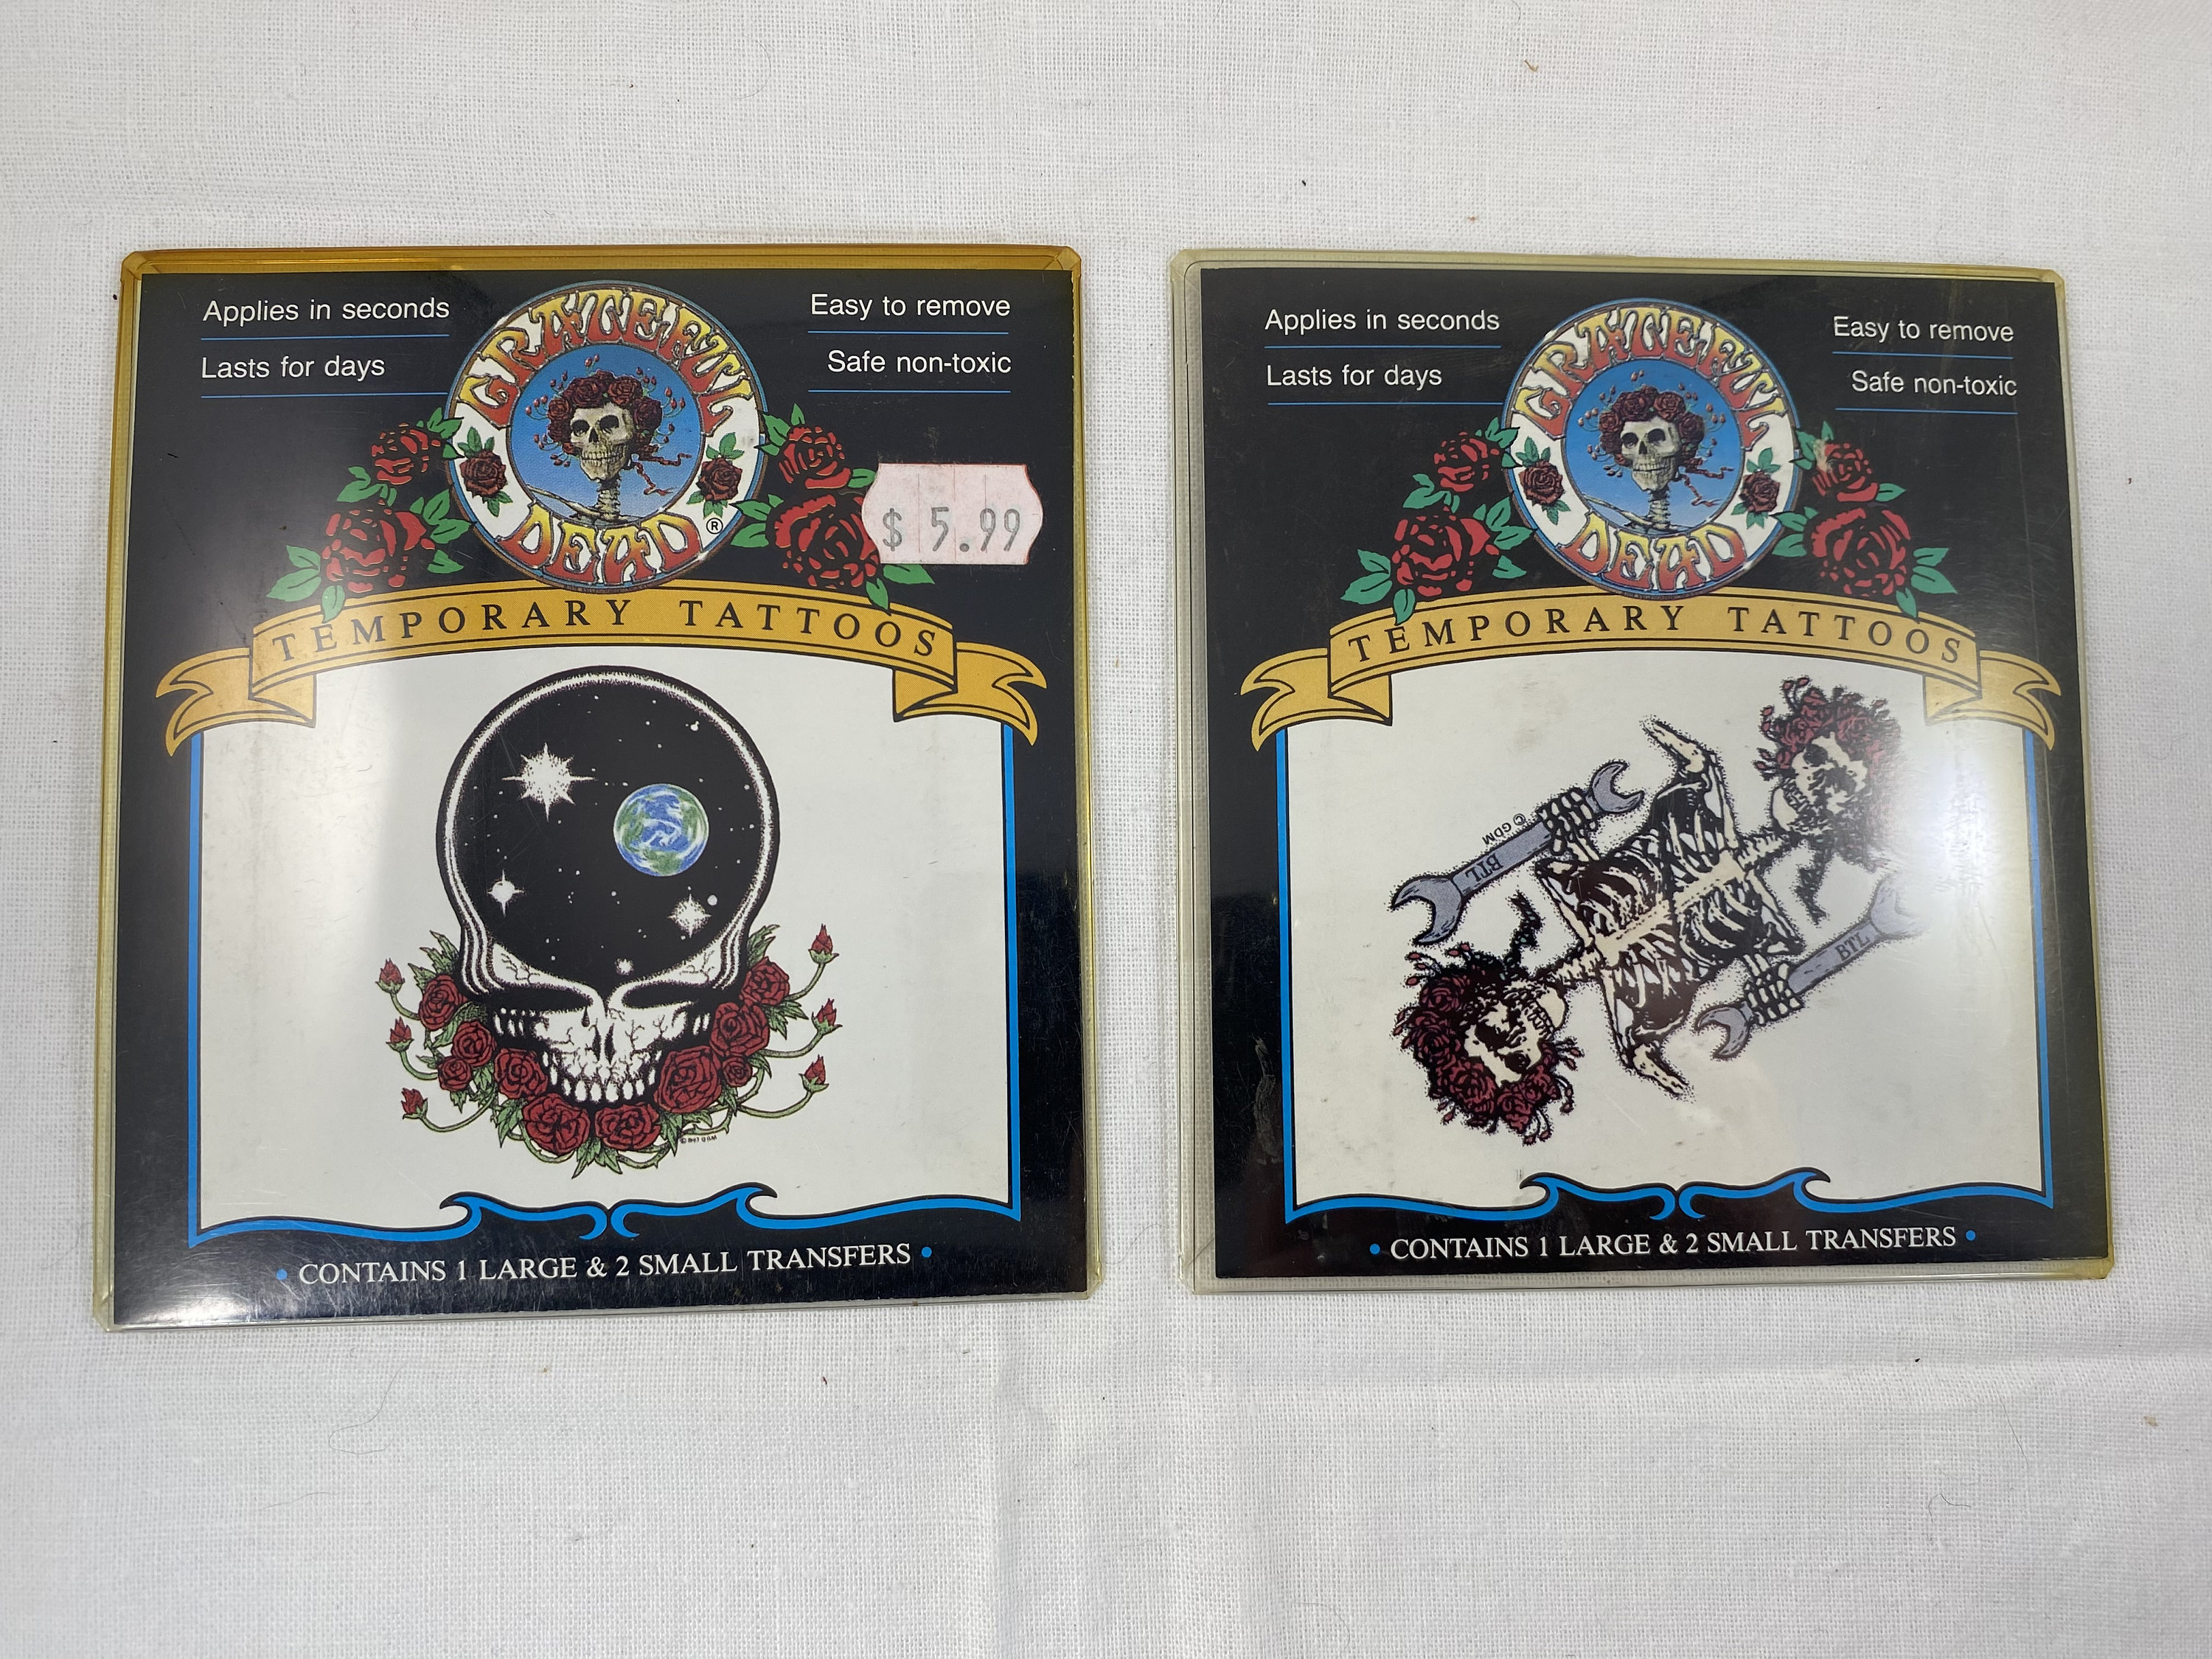 Applies in seconds
Lasts for days
Easy to remove
Safe non-toxic
GRATEFUL
DEAD ®
$ 5.99
TEMPORARY TATTOOS
• CONTAINS 1 LARGE & 2 SMALL TRANSFERS •
Applies in seconds
Lasts for days
Easy to remove
Safe non-toxic
GRATEFUL
DEAD
TEMPORARY TATTOOS
© GDM
BTL
BTL
• CONTAINS 1 LARGE & 2 SMALL TRANSFERS •